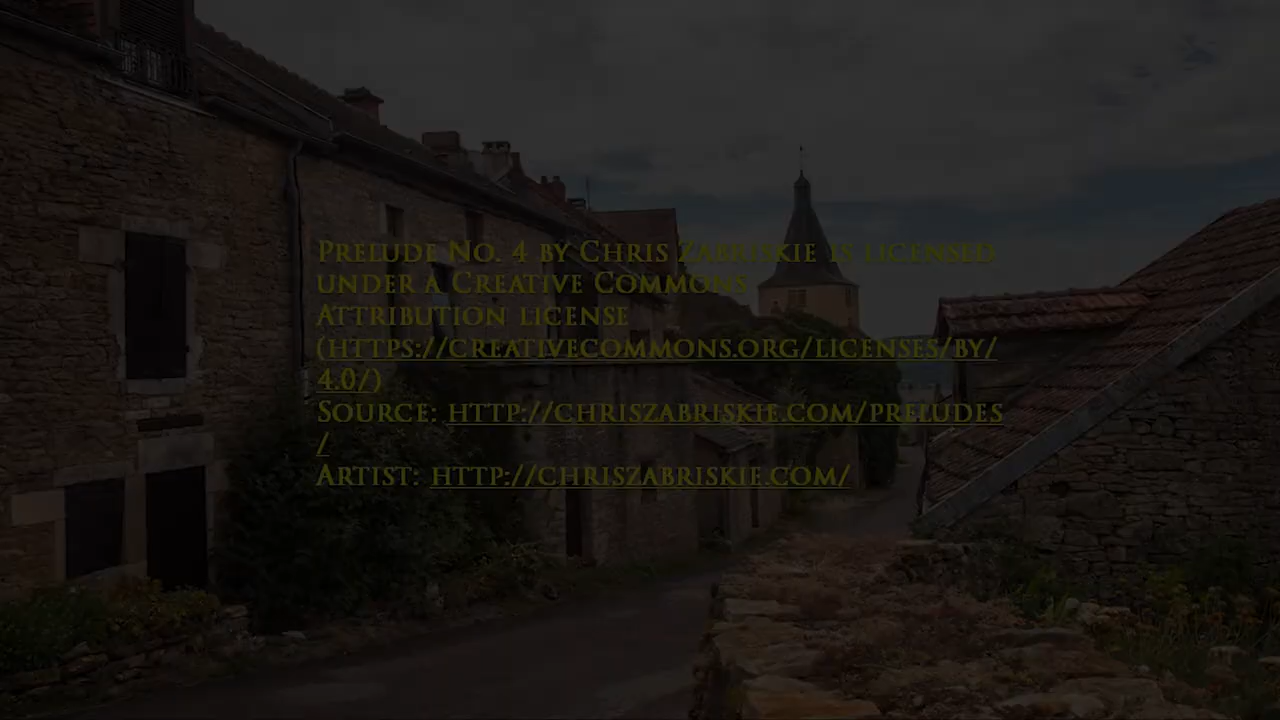 Prelude No. 4 by Chris Zabriskie is licensed
under a Creative Commons
Attribution license
(https://creativecommons.org/licenses/by/
4.0/)
Source: http://chriszabriskie.com/preludes
/
Artist: http://chriszabriskie.com/